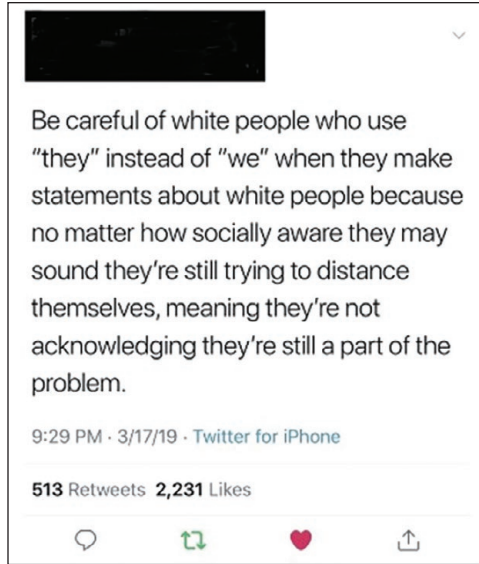 Be careful of white people who use
"they" instead of "we" when they make
statements about white people because
no matter how socially aware they may
sound they're still trying to distance
themselves, meaning they're not
acknowledging they're still a part of the
problem.
9:29 PM · 3/17/19 · Twitter for iPhone
513 Retweets 2,231 Likes